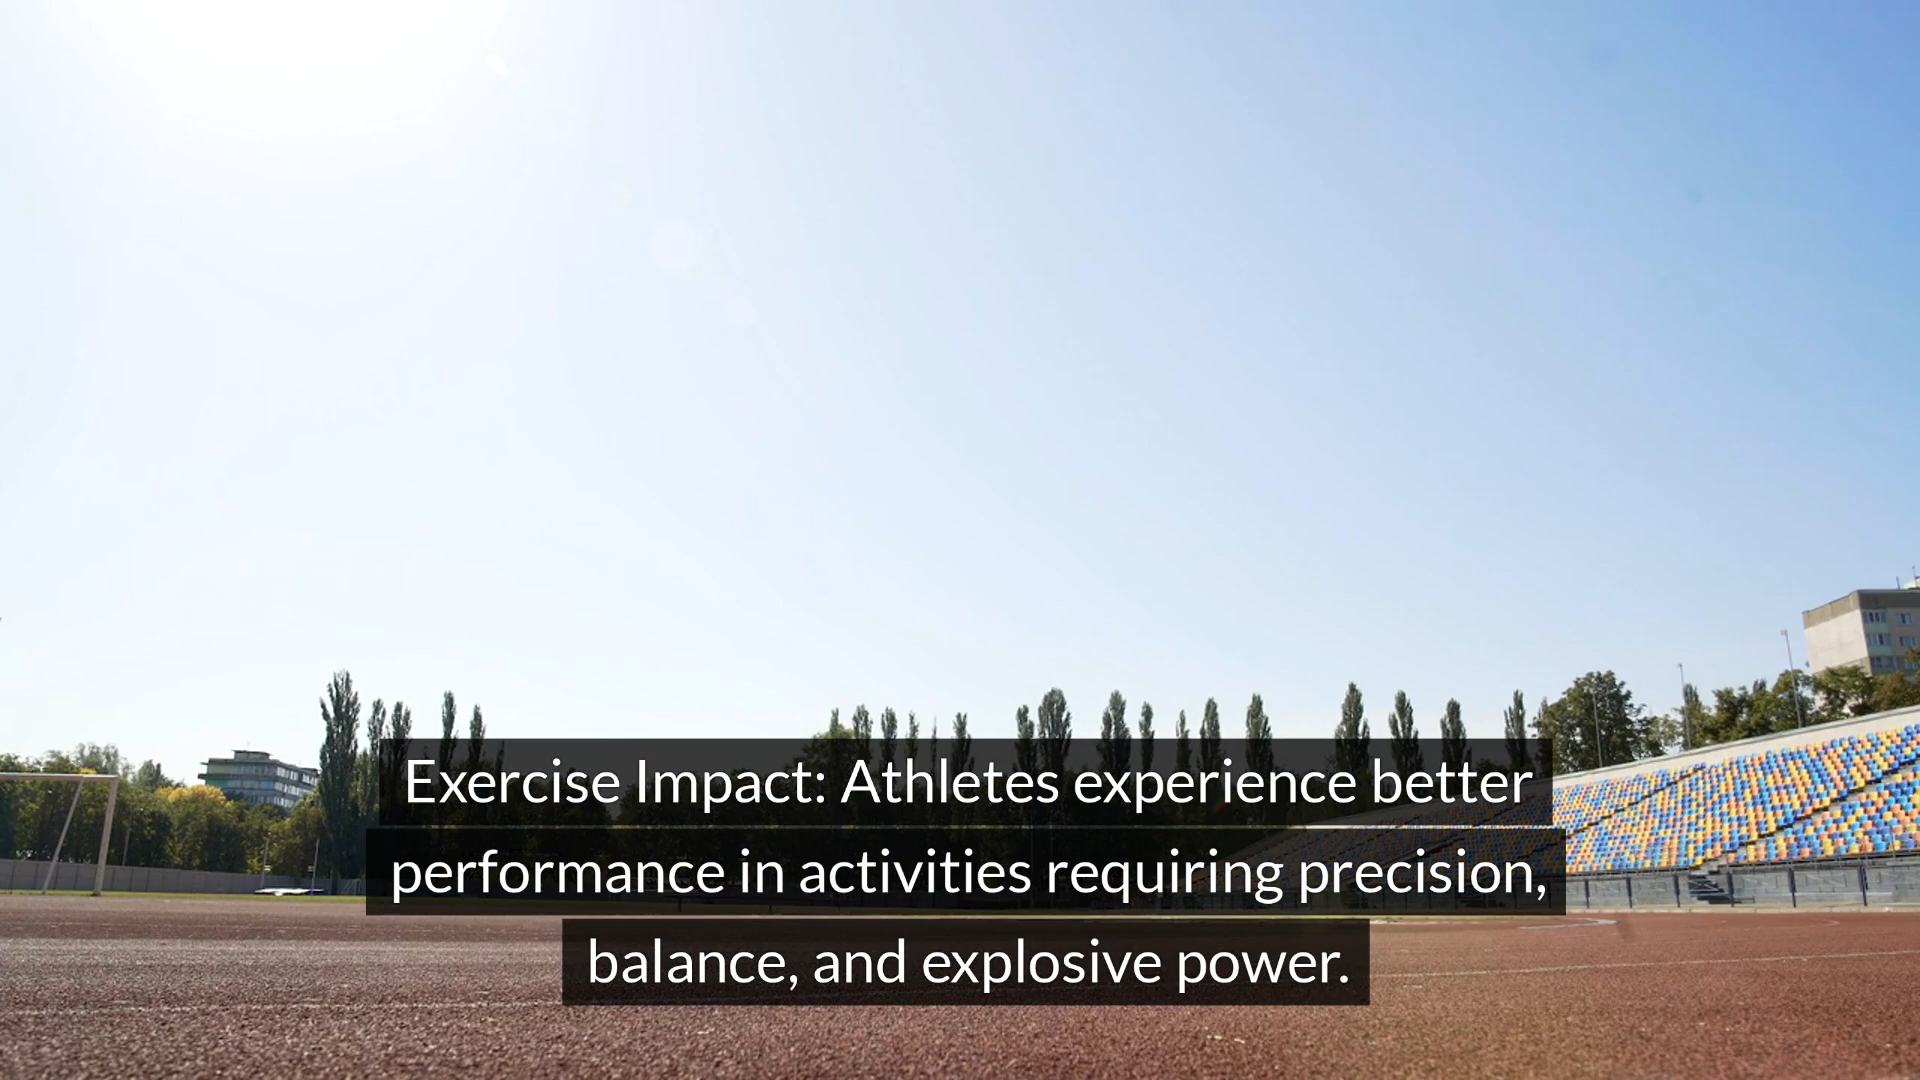 Exercise Impact: Athletes experience better
performance in activities requiring precision,
balance, and explosive power.